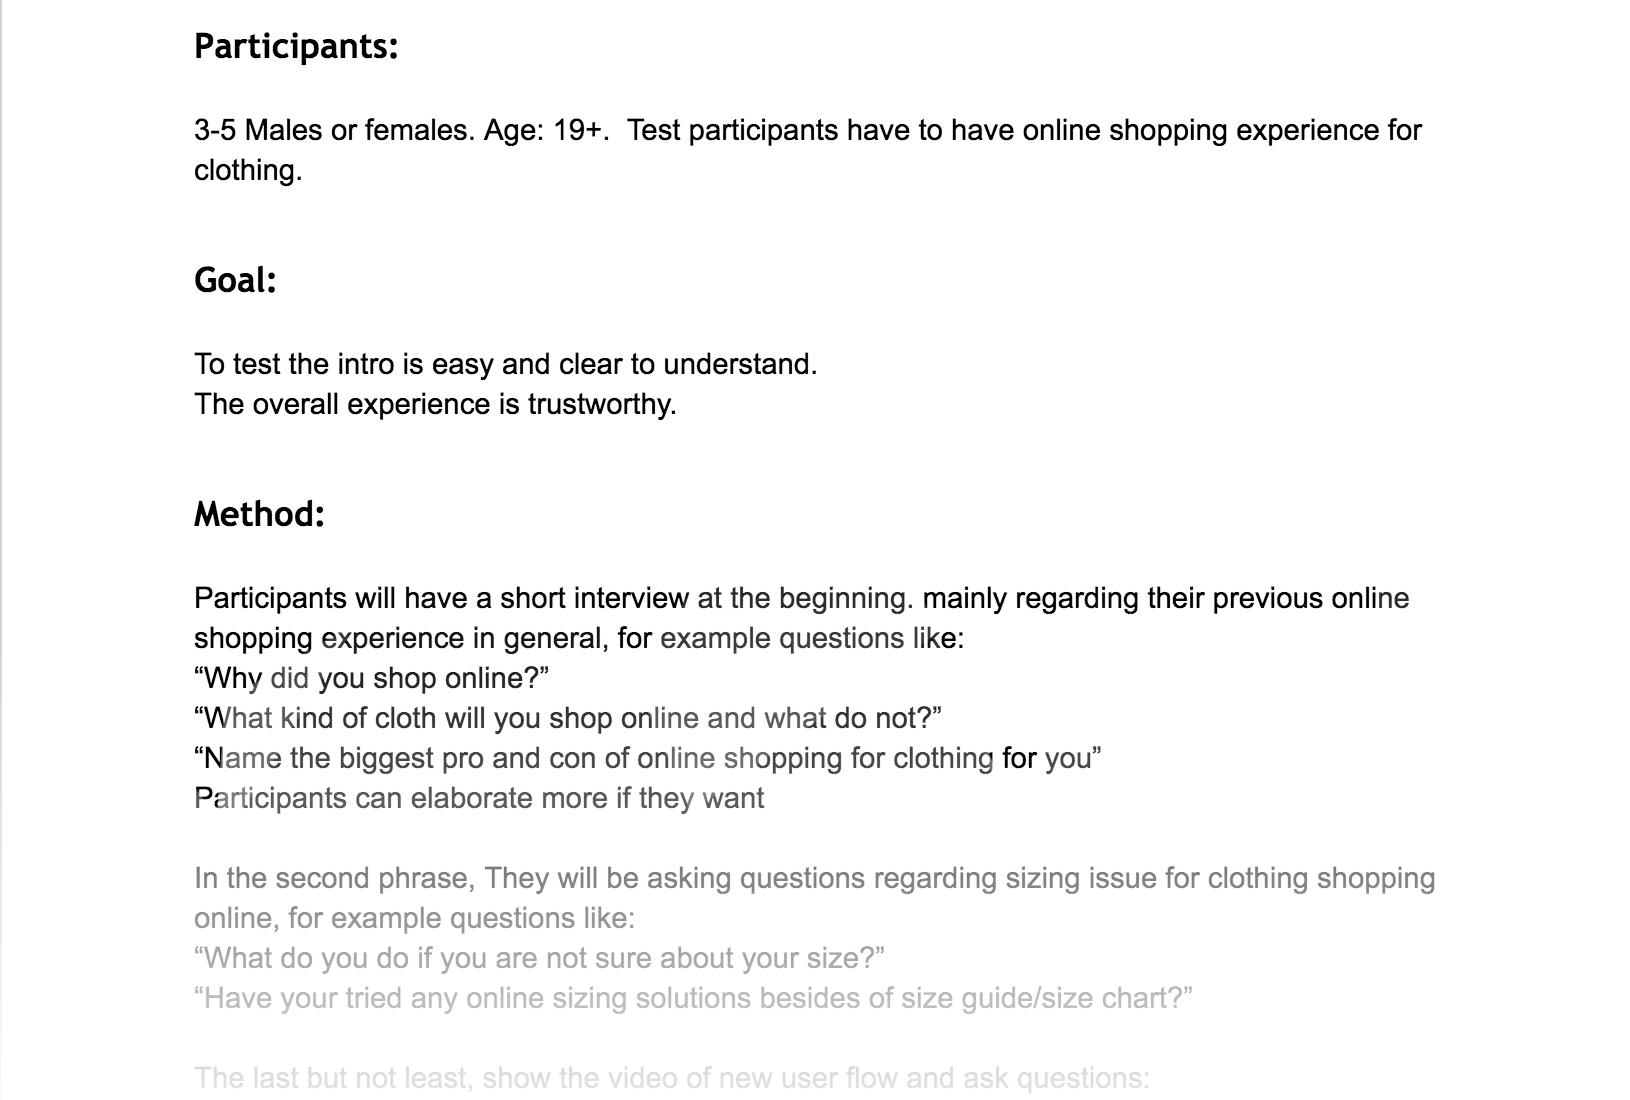 Participants:
3-5 Males or females. Age: 19+.  Test participants have to have online shopping experience for
clothing.
Goal:
To test the intro is easy and clear to understand.
The overall experience is trustworthy.
Method:
Participants will have a short interview at the beginning. mainly regarding their previous online
shopping experience in general, for example questions like:
“Why did you shop online?”
“What kind of cloth will you shop online and what do not?”
“Name the biggest pro and con of online shopping for clothing for you”
Participants can elaborate more if they want
In the second phrase, They will be asking questions regarding sizing issue for clothing shopping
online, for example questions like:
“What do you do if you are not sure about your size?”
“Have your tried any online sizing solutions besides of size guide/size chart?”
The last but not least, show the video of new user flow and ask questions: